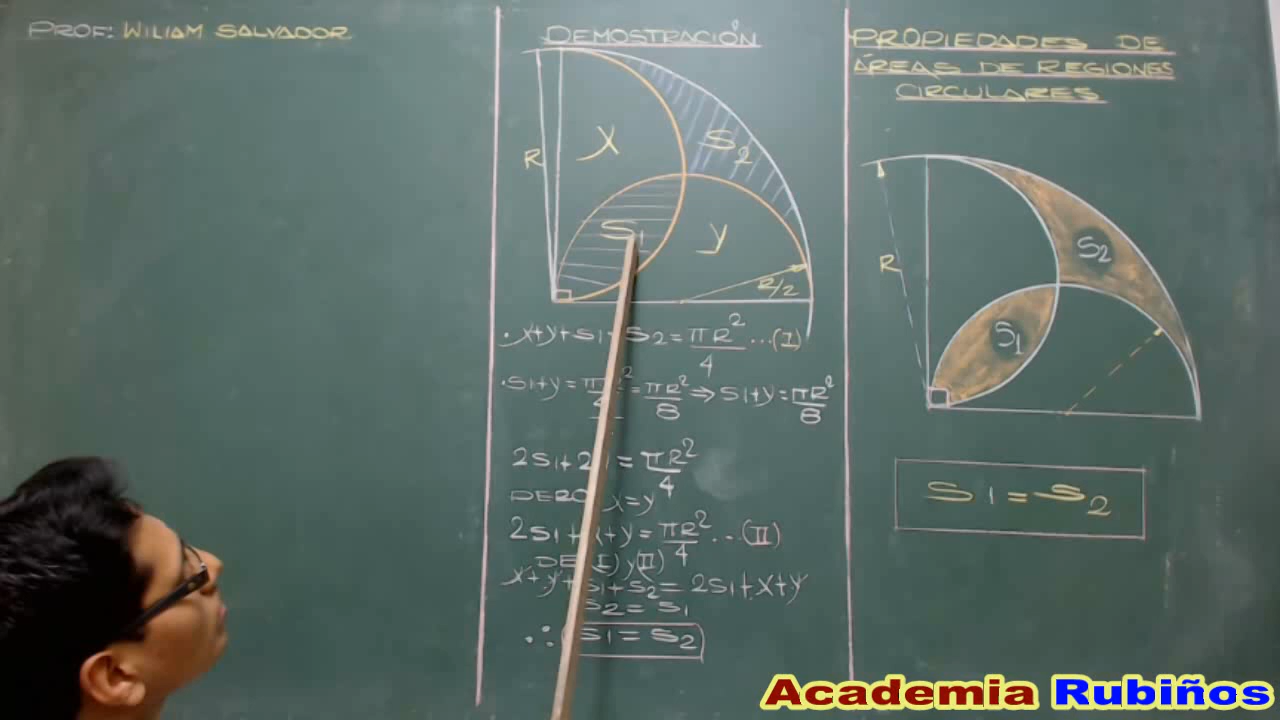 PROF: WILIAM SALVADOR
DEMOSTRACIÓN
X
S2
R
S1
y
R/2
. x+y+S1+S2 = πR²/4 ...(I)
. S1+y = = πR²/8 ⇒ S1+y = πR²/8
2S1+2 = πR²/4
PERO x=y
2S1+ +y = πR²/4 ...(II)
DE (I) y (II)
x+y+S1+S2 = 2S1+x+y
S2 = S1
∴ S1 = S2
PROPIEDADES DE
ÁREAS DE REGIONES
CIRCULARES
R
S2
S1
S1 = S2
Academia Rubiños